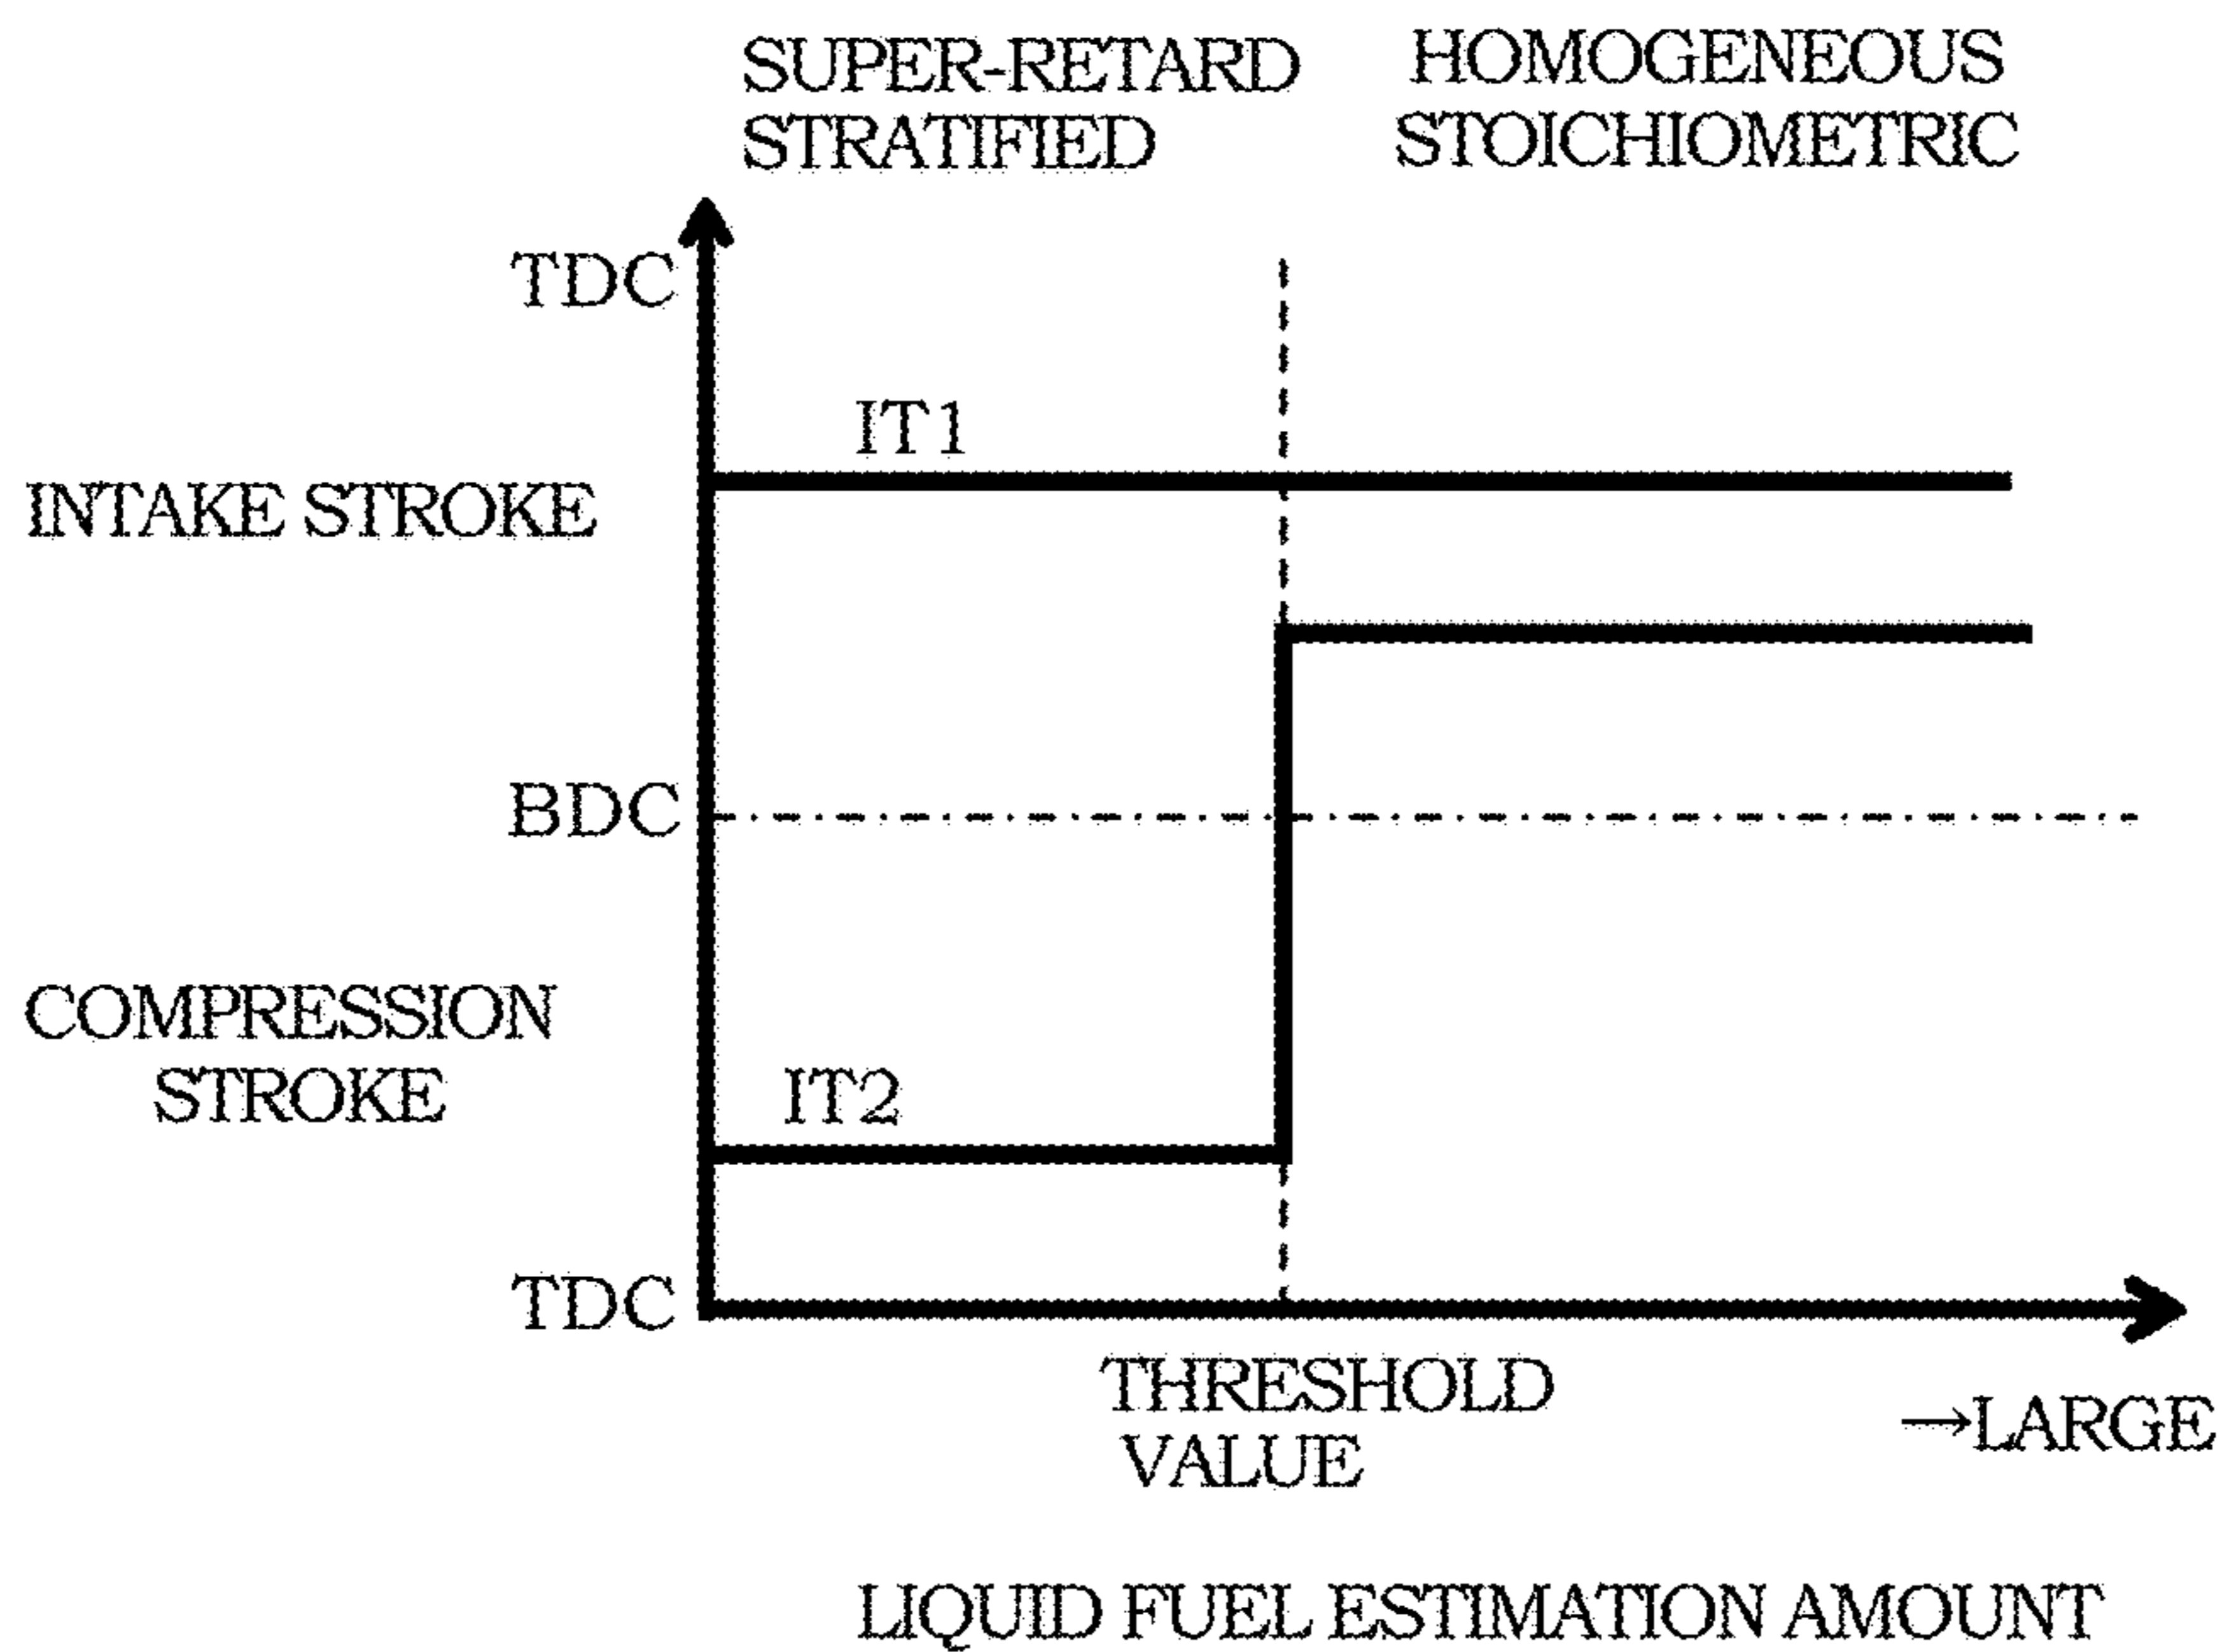 SUPER-RETARD
STRATIFIED
HOMOGENEOUS
STOICHIOMETRIC
TDC
IT1
INTAKE STROKE
BDC
COMPRESSION
STROKE
IT2
TDC
THRESHOLD
VALUE
→LARGE
LIQUID FUEL ESTIMATION AMOUNT